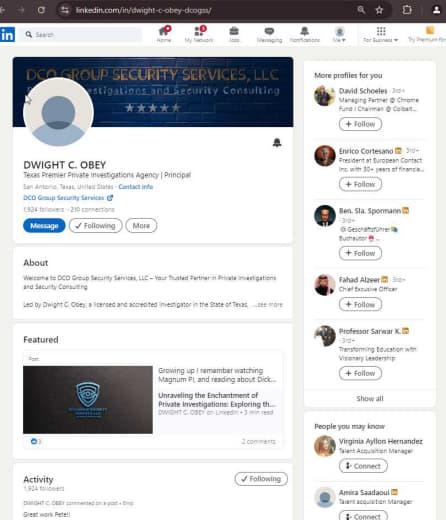 linkedin.com/in/dwight-c-obey-dcogss/
in
Search
Home
My Network
Jobs
Messaging
Notifications
Me
For Business
Try Premium for
DCO GROUP SECURITY SERVICES, LLC
Investigations and Security Consulting
DWIGHT C. OBEY
Texas Premier Private Investigations Agency | Principal
San Antonio, Texas, United States · Contact info
DCO Group Security Services
1,924 followers · 210 connections
Message
Following
More
About
Welcome to DCO Group Security Services, LLC – Your Trusted Partner in Private Investigations
and Security Consulting
Led by Dwight C. Obey, a licensed and accredited investigator in the State of Texas, ...see more
Featured
Post
Growing up I remember watching
Magnum PI, and reading about Dick...
Unraveling the Enchantment of
Private Investigations: Exploring th...
DWIGHT C. OBEY on LinkedIn • 3 min read
3
2 comments
Activity
1,924 followers
Following
DWIGHT C. OBEY commented on a post •
Great work Pete!!
More profiles for you
David Schoeles · 3rd+
Managing Partner @ Chrome
Fund I Chairman @
+ Follow
Enrico Cortesano in · 3rd+
President at European Contact
Inc. with 30+ years of financia...
+ Follow
Ben. Sla. Spormann in
· 3rd+
Geschäftsführer
Buchautor ...
+ Follow
Fahad Alzeer in · 3rd+
Chief Excusive Officer
+ Follow
Professor Sarwar K. in
· 3rd+
Transforming Education with
Visionary Leadership
+ Follow
Show all
People you may know
Virginia Ayllon Hernandez
Talent Acquisition Manager
Connect
Amira Saadaoui in
Talent acquisition Manager
Connect